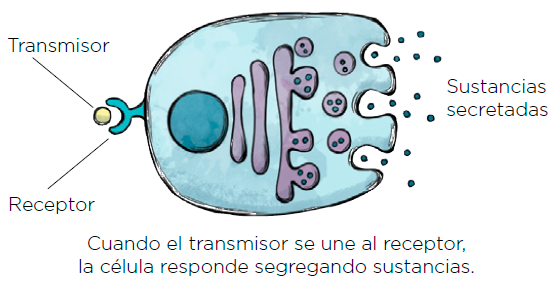 Transmisor
Receptor
Sustancias
secretadas
Cuando el transmisor se une al receptor,
la célula responde segregando sustancias.